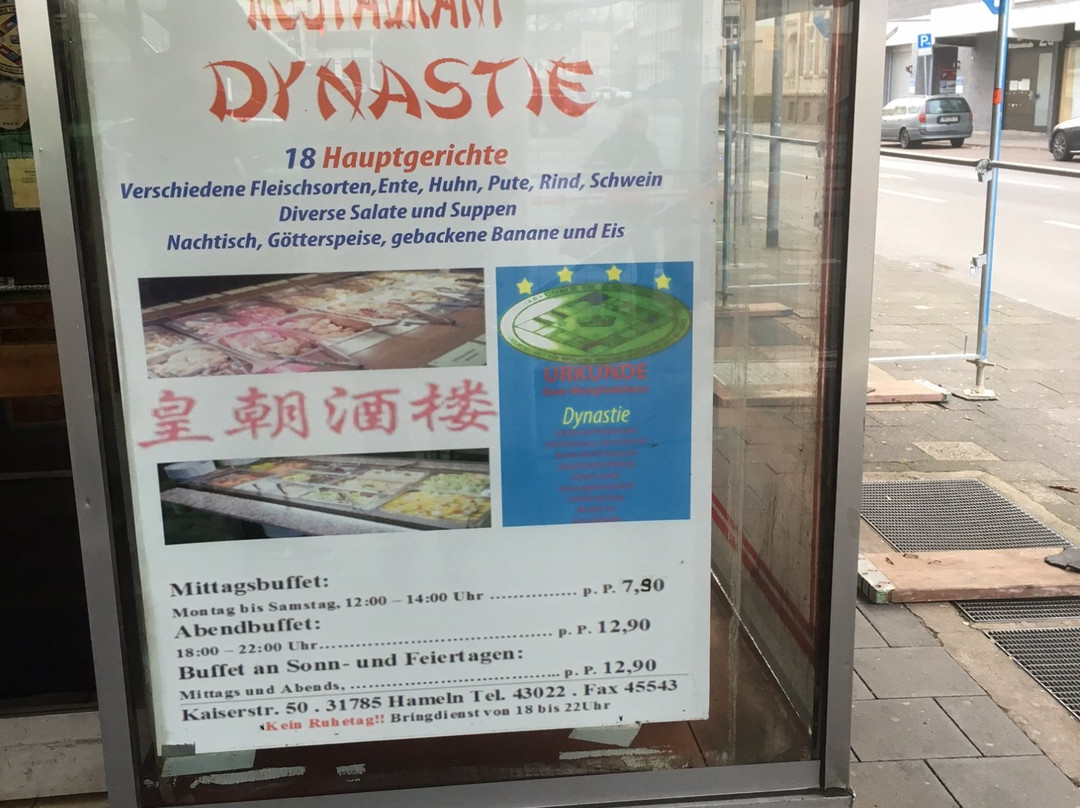 RESTAURANT
DYNASTIE
18 Hauptgerichte
Verschiedene Fleischsorten,Ente, Huhn, Pute, Rind, Schwein
Diverse Salate und Suppen
Nachtisch, Götterspeise, gebackene Banane und Eis
皇朝酒楼
URKUNDE
Dynastie
Mittagsbuffet:
Montag bis Samstag, 12:00 – 14:00 Uhr ............... p. P. 7,90
Abendbuffet:
18:00 – 22:00 Uhr........................................ p. P. 12,90
Buffet an Sonn- und Feiertagen:
Mittags und Abends, ................................... p. P. 12,90
Kaiserstr. 50 . 31785 Hameln Tel. 43022 . Fax 45543
Kein Ruhetag!! Bringdienst von 18 bis 22Uhr
P